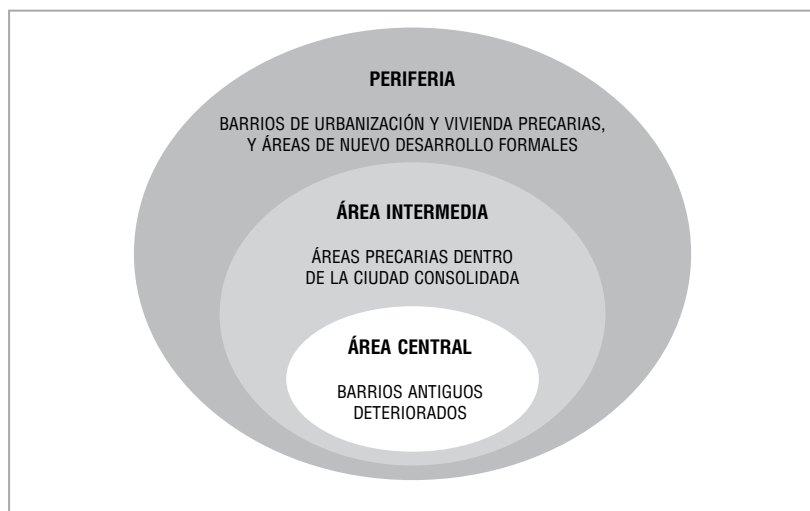 PERIFERIA
BARRIOS DE URBANIZACIÓN Y VIVIENDA PRECARIAS,
Y ÁREAS DE NUEVO DESARROLLO FORMALES
ÁREA INTERMEDIA
ÁREAS PRECARIAS DENTRO
DE LA CIUDAD CONSOLIDADA
ÁREA CENTRAL
BARRIOS ANTIGUOS
DETERIORADOS